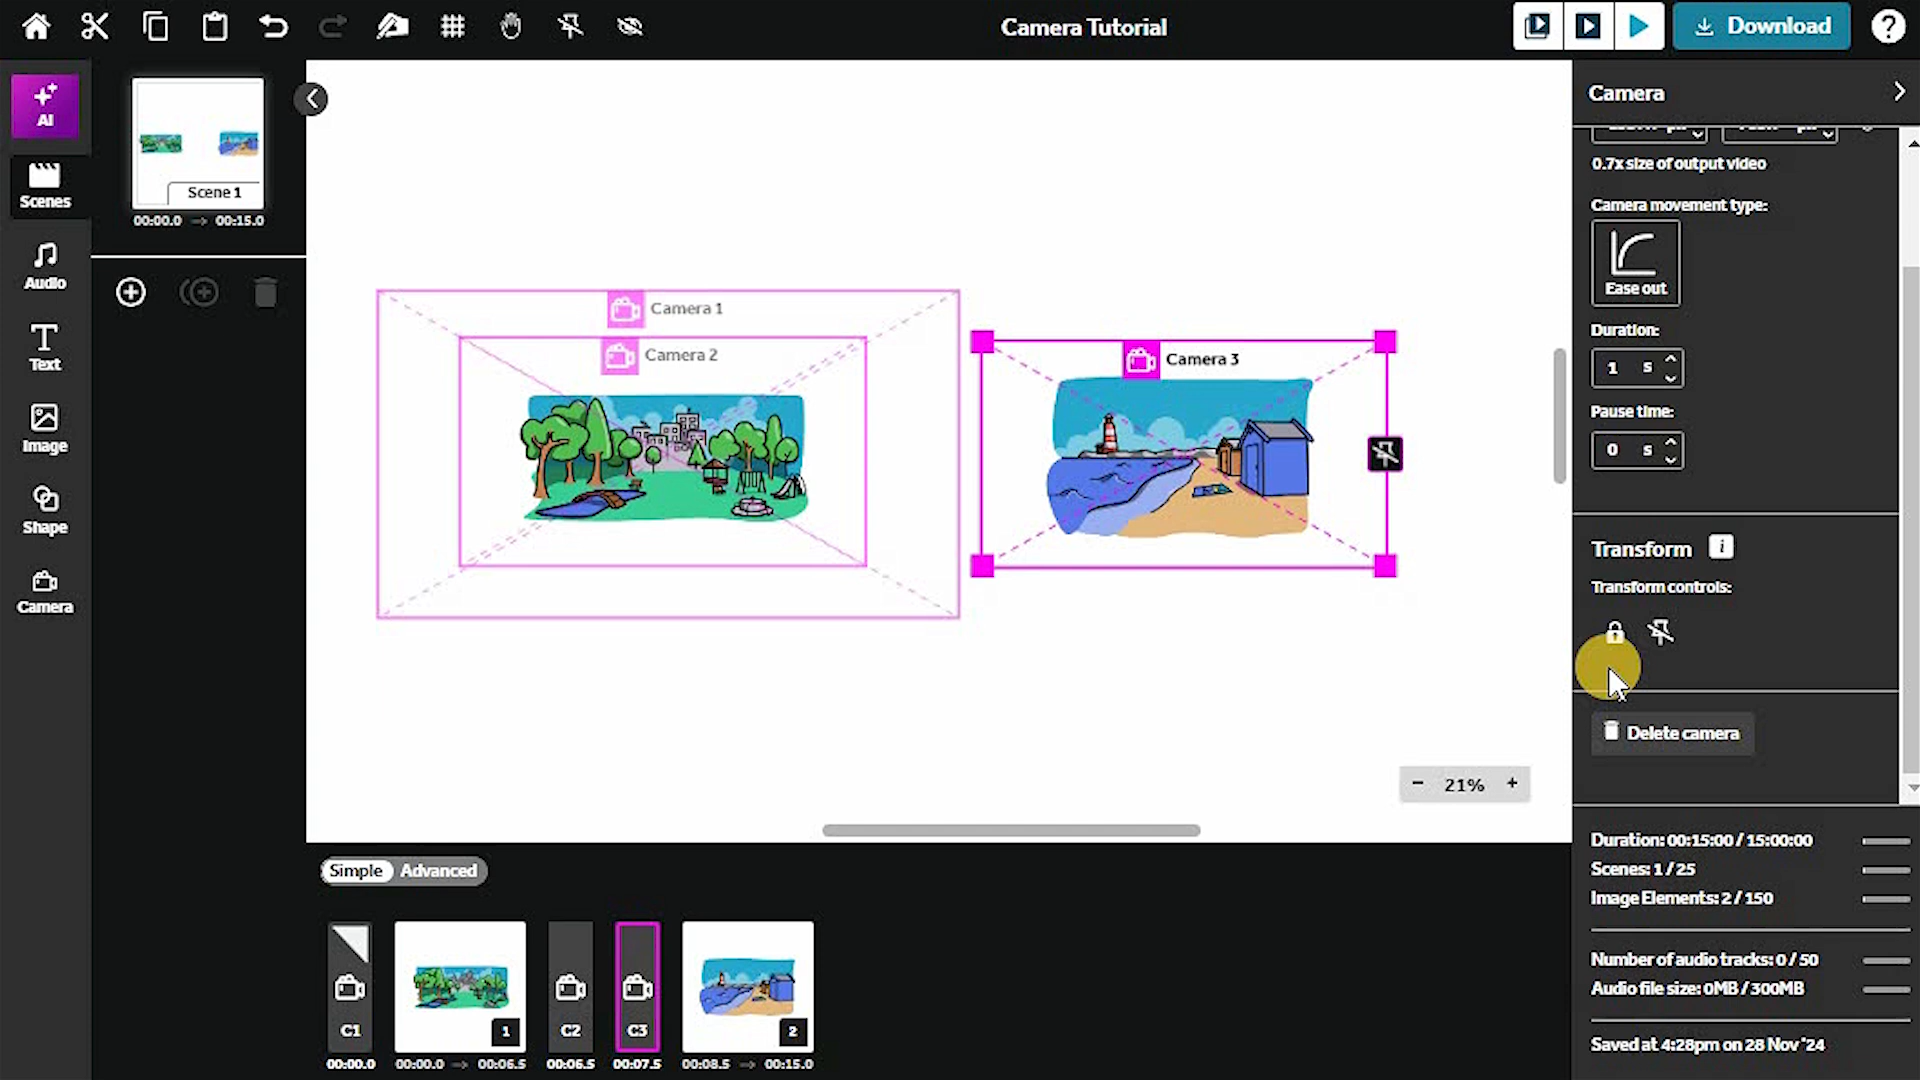 Camera Tutorial
Download
?
AI
Scenes
Audio
Text
Image
Shape
Camera
Scene 1
00:00.0 → 00:15.0
Camera 1
Camera 2
Camera 3
- 21% +
Camera
0.7x size of output video
Camera movement type:
Ease out
Duration:
1 s
Pause time:
0 s
Transform i
Transform controls:
Delete camera
Duration: 00:15:00 / 15:00:00
Scenes: 1 / 25
Image Elements: 2 / 150
Number of audio tracks: 0 / 50
Audio file size: 0MB / 300MB
Saved at 4:28pm on 28 Nov '24
Simple Advanced
C1 1 C2 C3 2
00:00.0 00:00.0 → 00:06.5 00:06.5 00:07.5 00:08.5 → 00:15.0